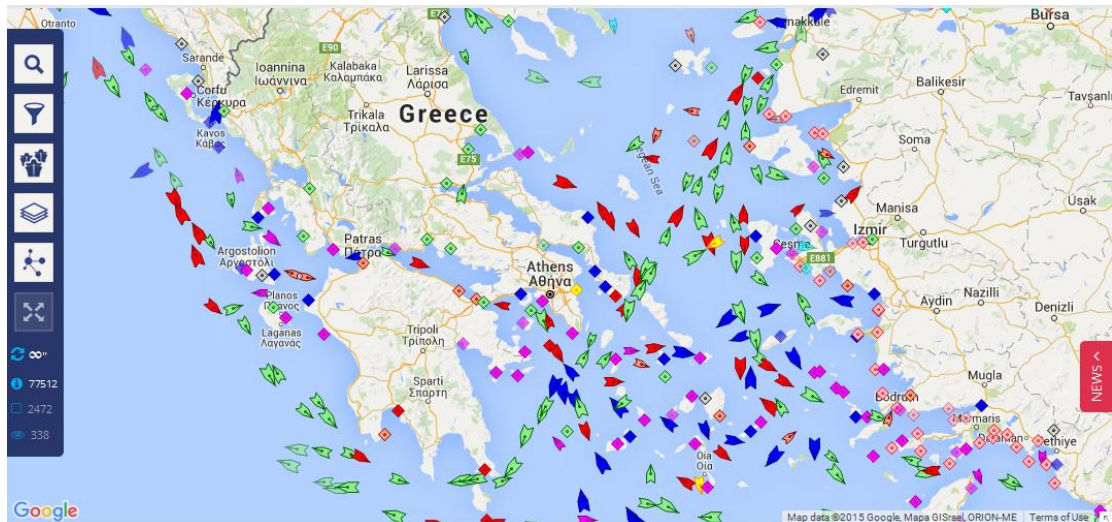 Otranto
Bursa
Sarande
E90
Ioannina
Ιωάννινα
Kalabaka
Καλαμπάκα
Larissa
Λάρισα
Balikesir
Edremit
Corfu
Κέρκυρα
Trikala
Τρίκαλα
Greece
Kavos
Κάβος
Soma
E75
Aegean Sea
Manisa
Usak
Izmir
Turgutlu
Patras
Πάτρα
Cesme
E881
Argostolion
Αργοστόλι
Athens
Αθήνα
Aydin
Nazilli
Denizli
Planos
Laganas
Λαγανάς
Tripoli
Τρίπολη
Mugla
Sparti
Σπαρτη
Bodrum
Marmaris
Oia
Οία
∞"
77512
2472
338
NEWS
Google
Map data ©2015 Google, Mapa GISrael, ORION-ME
Terms of Use